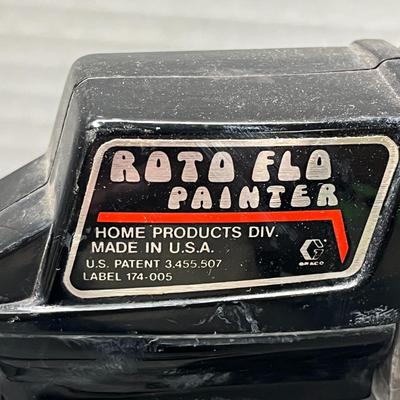 ROTO FLO
PAINTER
HOME PRODUCTS DIV.
MADE IN U.S.A.
U.S. PATENT 3.455.507
LABEL 174-005
GRACO